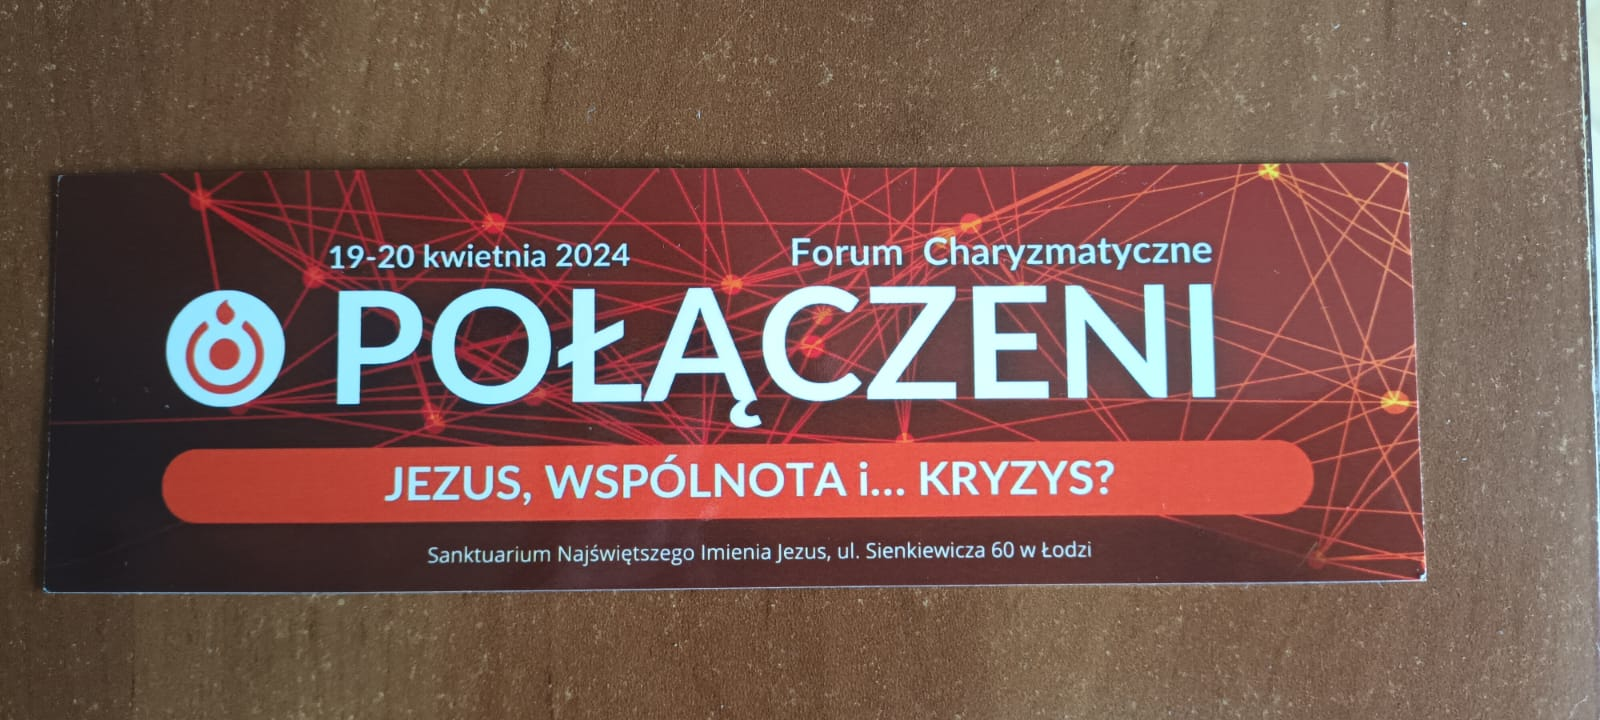 19-20 kwietnia 2024 Forum Charyzmatyczne
POŁĄCZENI
JEZUS, WSPÓLNOTA i... KRYZYS?
Sanktuarium Najświętszego Imienia Jezus, ul. Sienkiewicza 60 w Łodzi